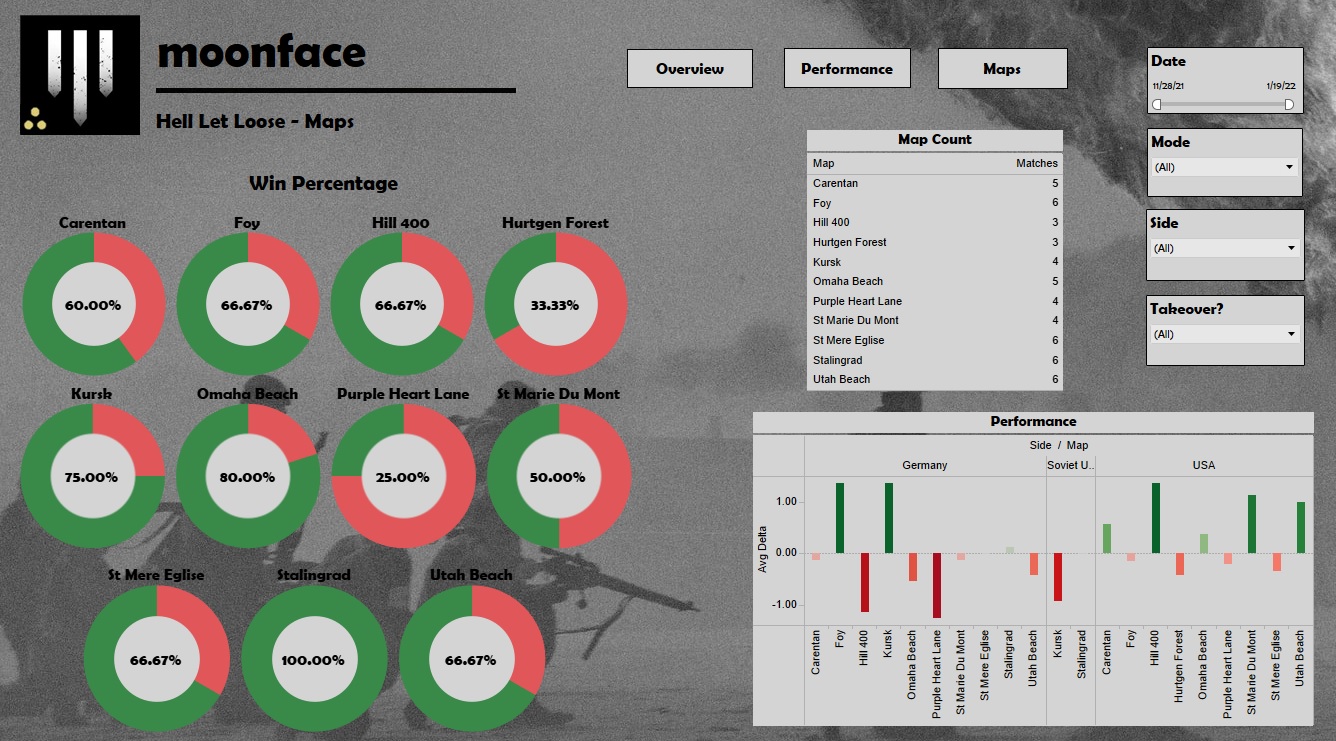 moonface
Hell Let Loose - Maps
Overview
Performance
Maps
Date
11/28/21 1/19/22
Mode
(All)
Side
(All)
Takeover?
(All)
Win Percentage
Carentan Foy Hill 400 Hurtgen Forest
60.00% 66.67% 66.67% 33.33%
Kursk Omaha Beach Purple Heart Lane St Marie Du Mont
75.00% 80.00% 25.00% 50.00%
St Mere Eglise Stalingrad Utah Beach
66.67% 100.00% 66.67%
Map Count
Map Matches
Carentan 5
Foy 6
Hill 400 3
Hurtgen Forest 3
Kursk 4
Omaha Beach 5
Purple Heart Lane 4
St Marie Du Mont 4
St Mere Eglise 6
Stalingrad 6
Utah Beach 6
Performance
Side / Map
Germany Soviet U.. USA
Avg Delta
1.00
0.00
-1.00
Carentan
Foy
Hill 400
Kursk
Omaha Beach
Purple Heart Lane
St Marie Du Mont
St Mere Eglise
Stalingrad
Utah Beach
Kursk
Stalingrad
Carentan
Foy
Hill 400
Hurtgen Forest
Omaha Beach
Purple Heart Lane
St Marie Du Mont
St Mere Eglise
Utah Beach